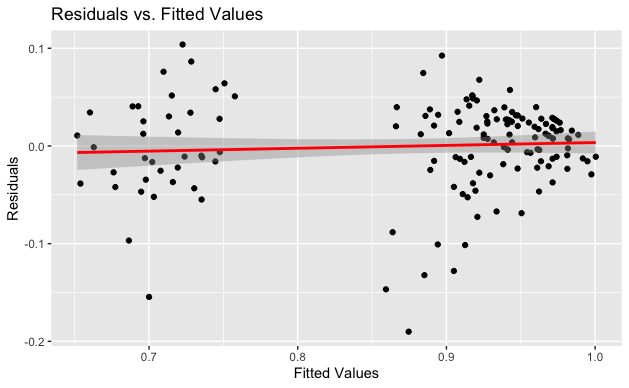 Residuals vs. Fitted Values
0.1
0.0
-0.1
-0.2
Residuals
0.7
0.8
0.9
1.0
Fitted Values